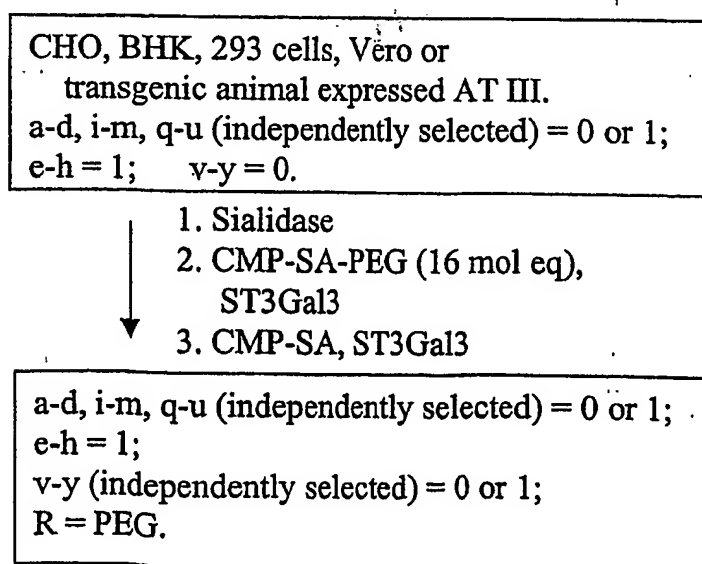 CHO, BHK, 293 cells, Vero or
transgenic animal expressed AT III.
a-d, i-m, q-u (independently selected) = 0 or 1;
e-h = 1; v-y = 0.
1. Sialidase
2. CMP-SA-PEG (16 mol eq),
ST3Gal3
3. CMP-SA, ST3Gal3
a-d, i-m, q-u (independently selected) = 0 or 1;
e-h = 1;
v-y (independently selected) = 0 or 1;
R = PEG.